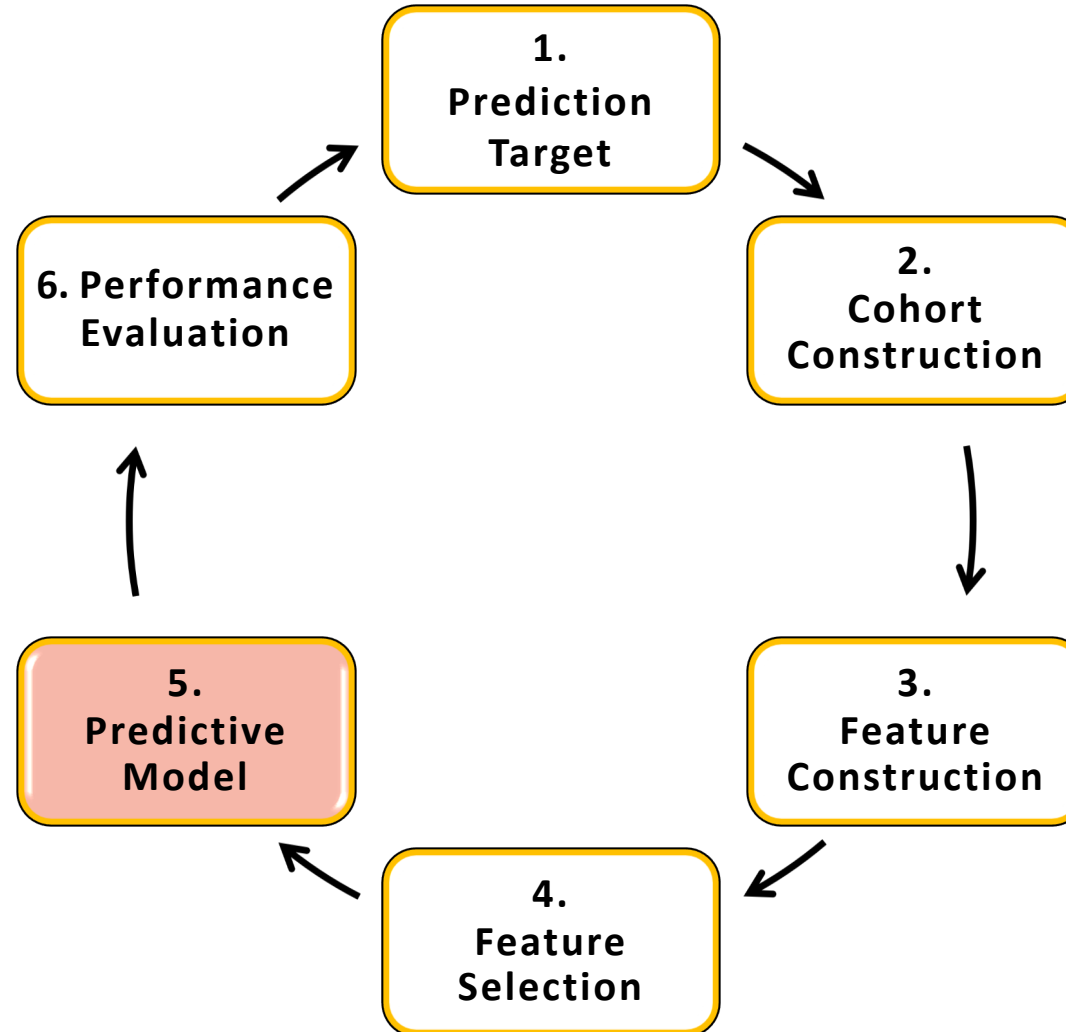 1.
Prediction
Target
2.
Cohort
Construction
3.
Feature
Construction
4.
Feature
Selection
5.
Predictive
Model
6. Performance
Evaluation